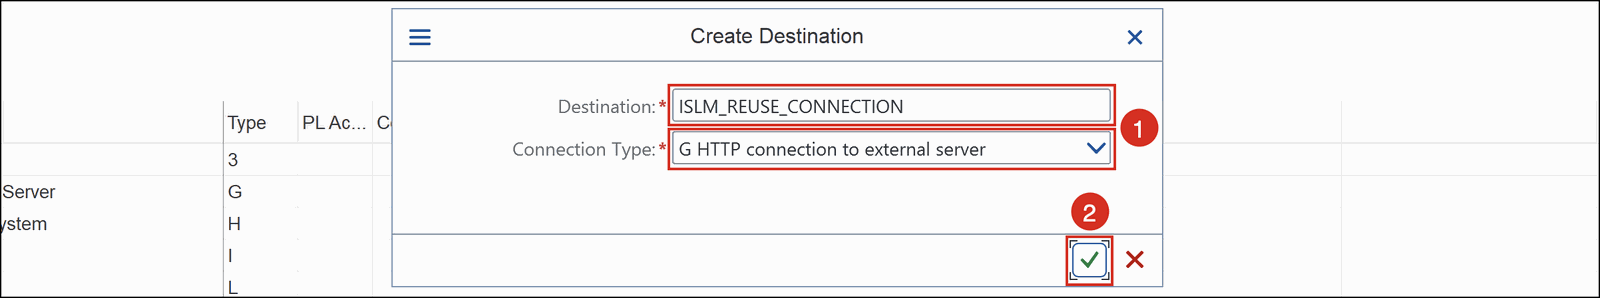 Create Destination
Destination:* ISLM_REUSE_CONNECTION
1
Connection Type:* G HTTP connection to external server
2
Type PL Ac... C
3
Server G
ystem H
I
L